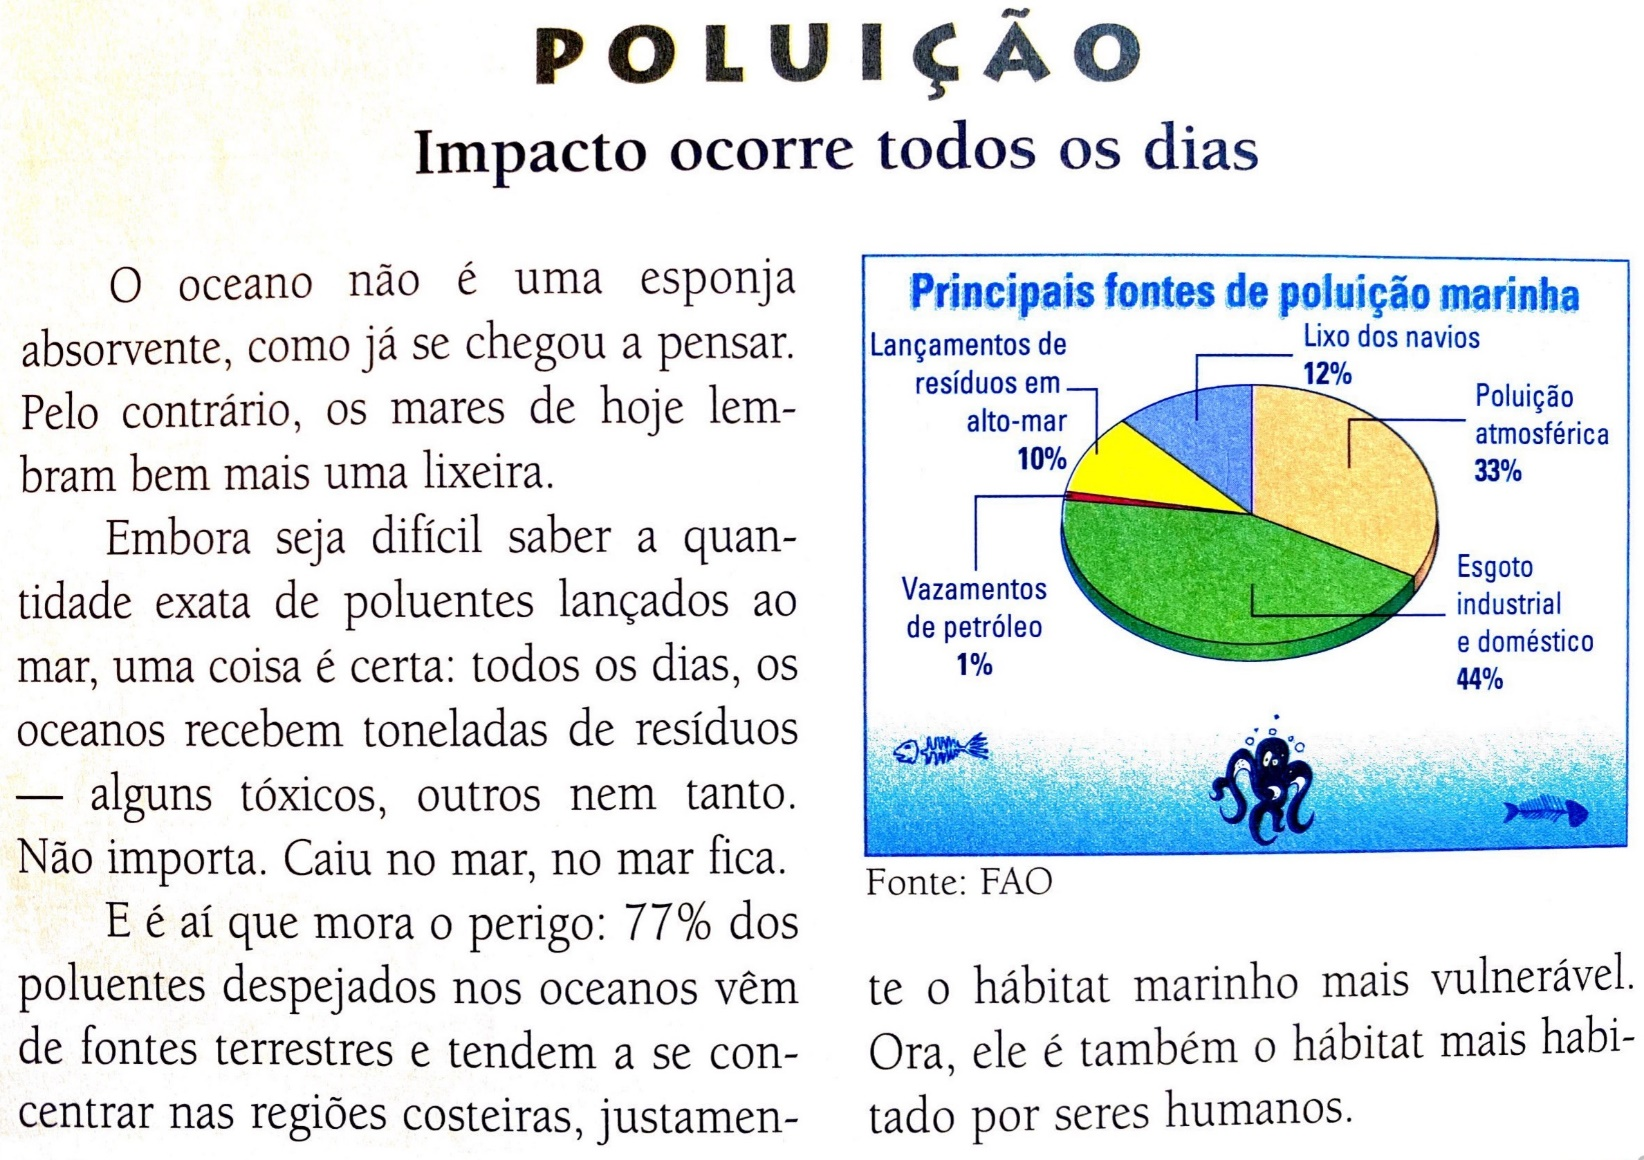 POLUIÇÃO
Impacto ocorre todos os dias
O oceano não é uma esponja
absorvente, como já se chegou a pensar.
Pelo contrário, os mares de hoje lem-
bram bem mais uma lixeira.
Embora seja difícil saber a quan-
tidade exata de poluentes lançados ao
mar, uma coisa é certa: todos os dias, os
oceanos recebem toneladas de resíduos
— alguns tóxicos, outros nem tanto.
Não importa. Caiu no mar, no mar fica.
E é aí que mora o perigo: 77% dos
poluentes despejados nos oceanos vêm
de fontes terrestres e tendem a se con-
centrar nas regiões costeiras, justamen-
Principais fontes de poluição marinha
Lançamentos de
resíduos em
alto-mar
10%
Lixo dos navios
12%
Poluição
atmosférica
33%
Vazamentos
de petróleo
1%
Esgoto
industrial
e doméstico
44%
Fonte: FAO
te o hábitat marinho mais vulnerável.
Ora, ele é também o hábitat mais habi-
tado por seres humanos.